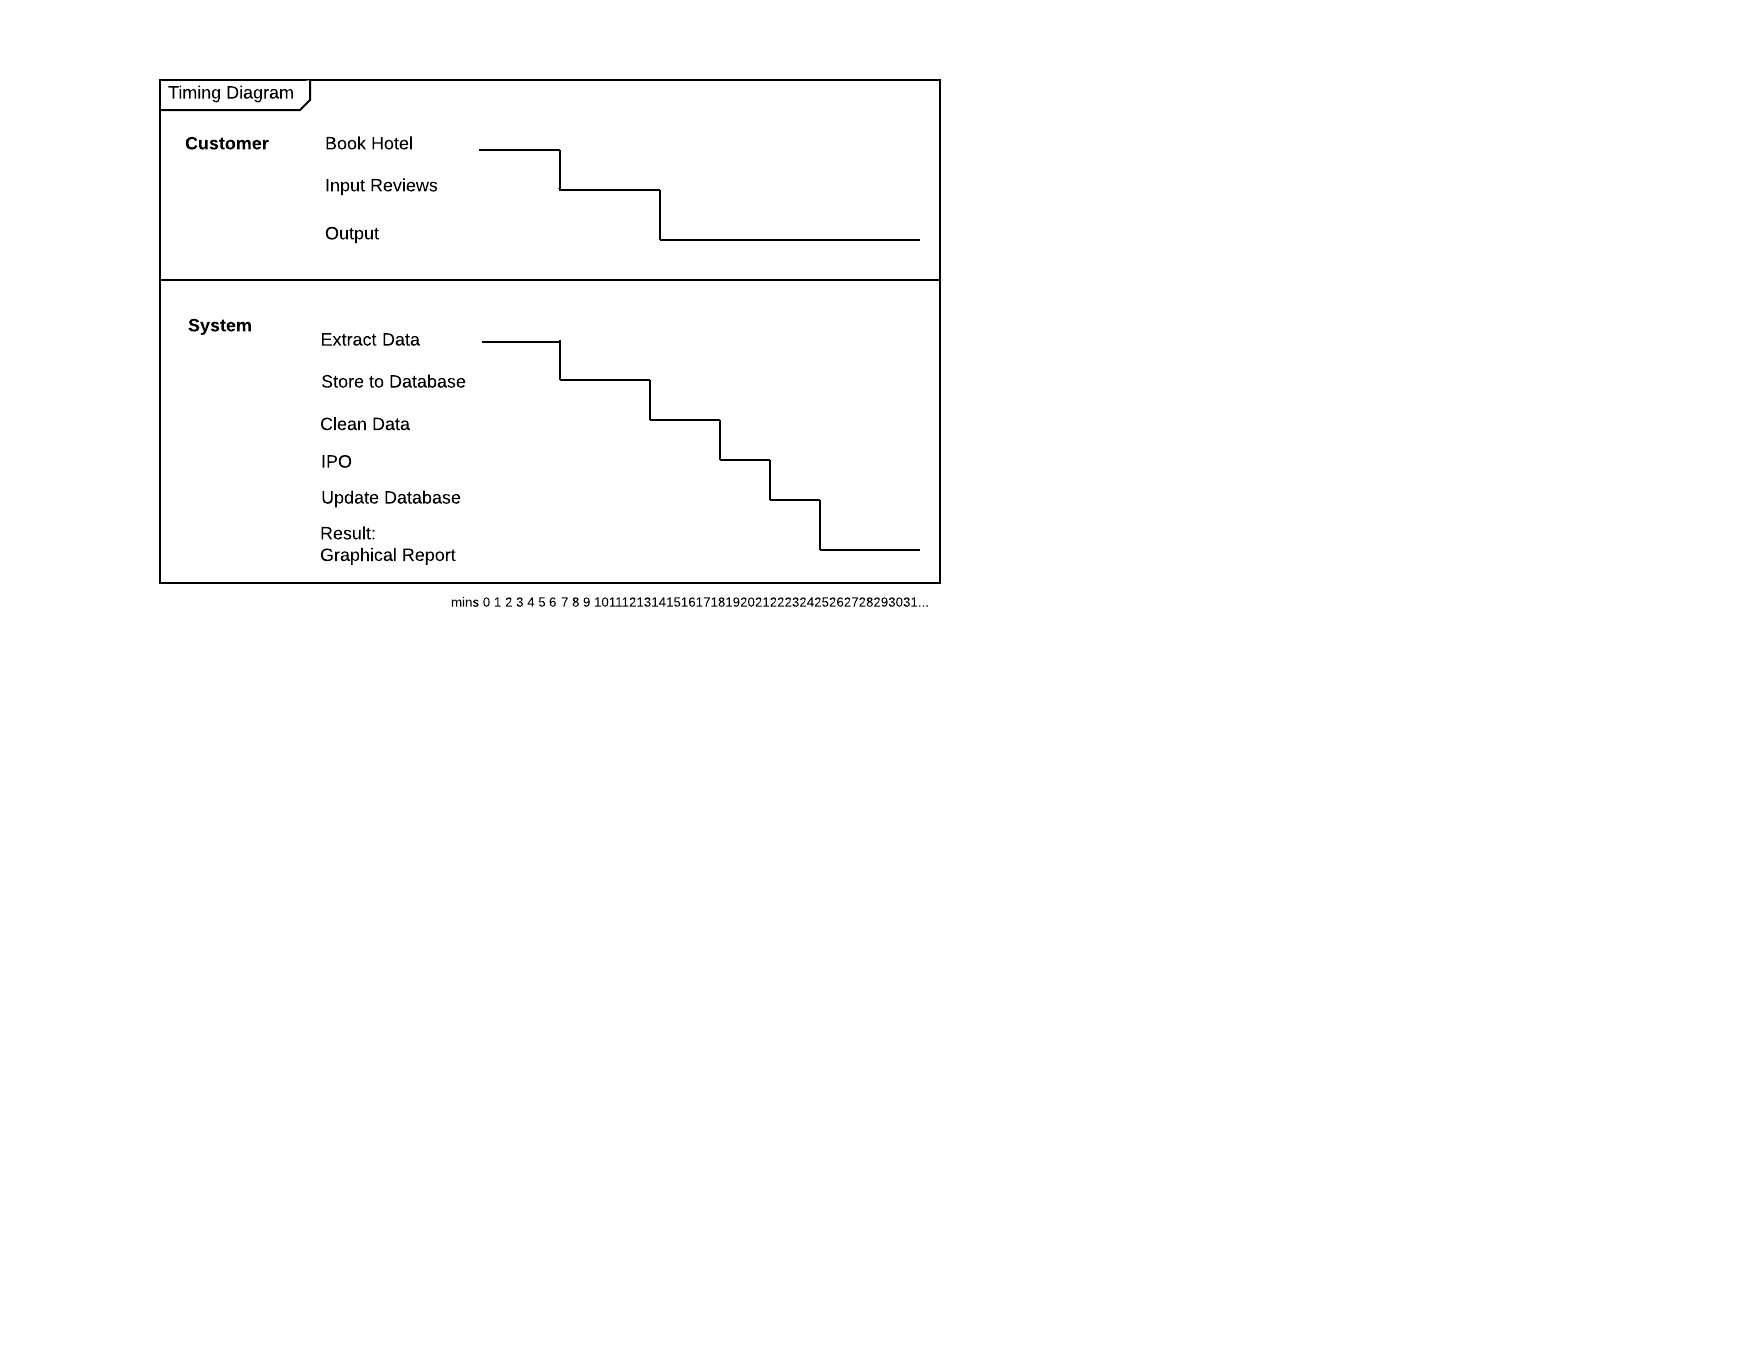 Timing Diagram
Customer
Book Hotel
Input Reviews
Output
System
Extract Data
Store to Database
Clean Data
IPO
Update Database
Result:
Graphical Report
mins 0 1 2 3 4 5 6 7 8 9 10111213141516171819202122232425262728293031...